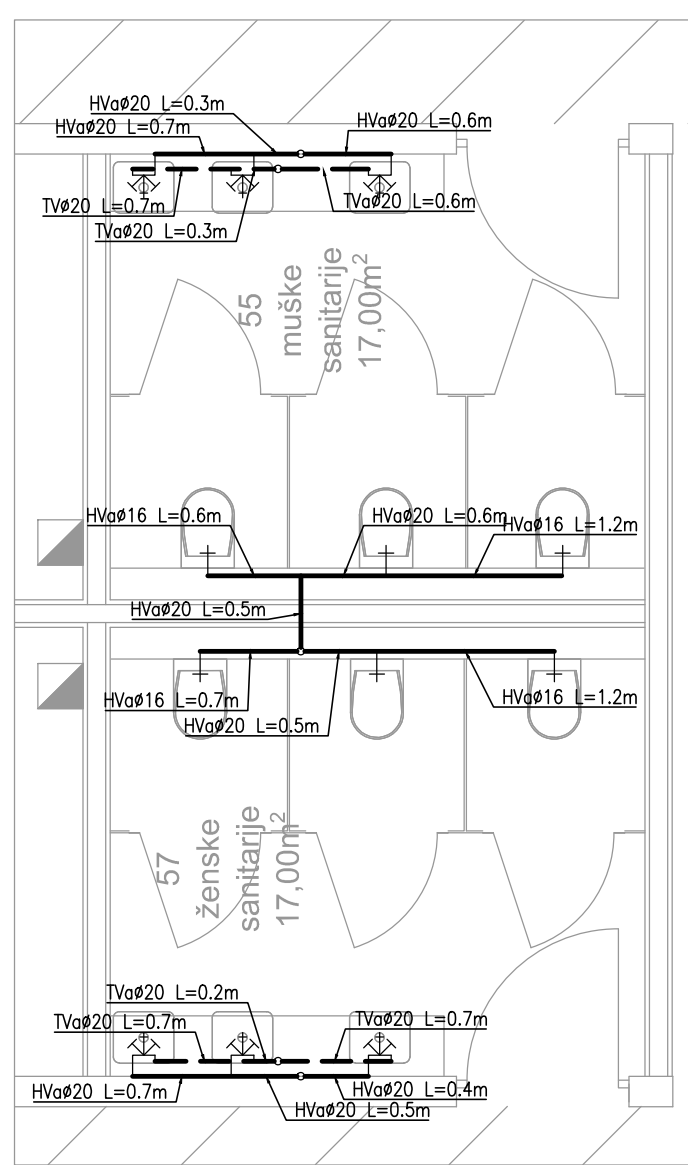 HVaø20 L=0.3m
HVaø20 L=0.7m
HVaø20 L=0.6m
TVø20 L=0.7m
TVaø20 L=0.6m
TVaø20 L=0.3m
55
muške
sanitarije
17,00m²
HVaø16 L=0.6m
HVaø20 L=0.6m
HVaø16 L=1.2m
HVaø20 L=0.5m
HVaø16 L=0.7m
HVaø16 L=1.2m
HVaø20 L=0.5m
57
ženske
sanitarije
17,00m²
TVaø20 L=0.2m
TVaø20 L=0.7m
TVaø20 L=0.7m
HVaø20 L=0.7m
HVaø20 L=0.4m
HVaø20 L=0.5m